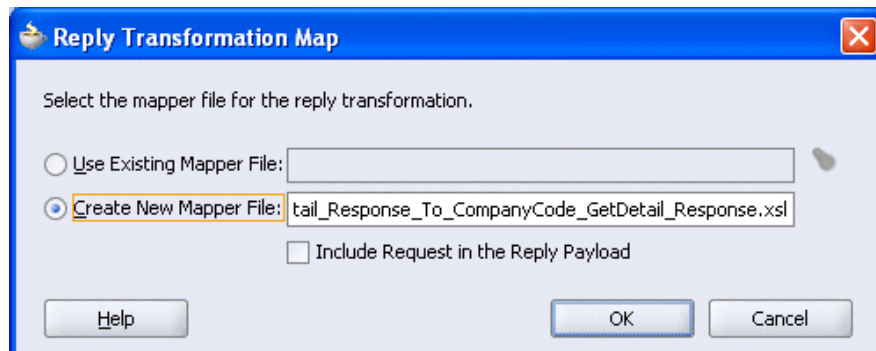 Reply Transformation Map
Select the mapper file for the reply transformation.
Use Existing Mapper File:
Create New Mapper File: tail_Response_To_CompanyCode_GetDetail_Response.xsl
Include Request in the Reply Payload
Help OK Cancel